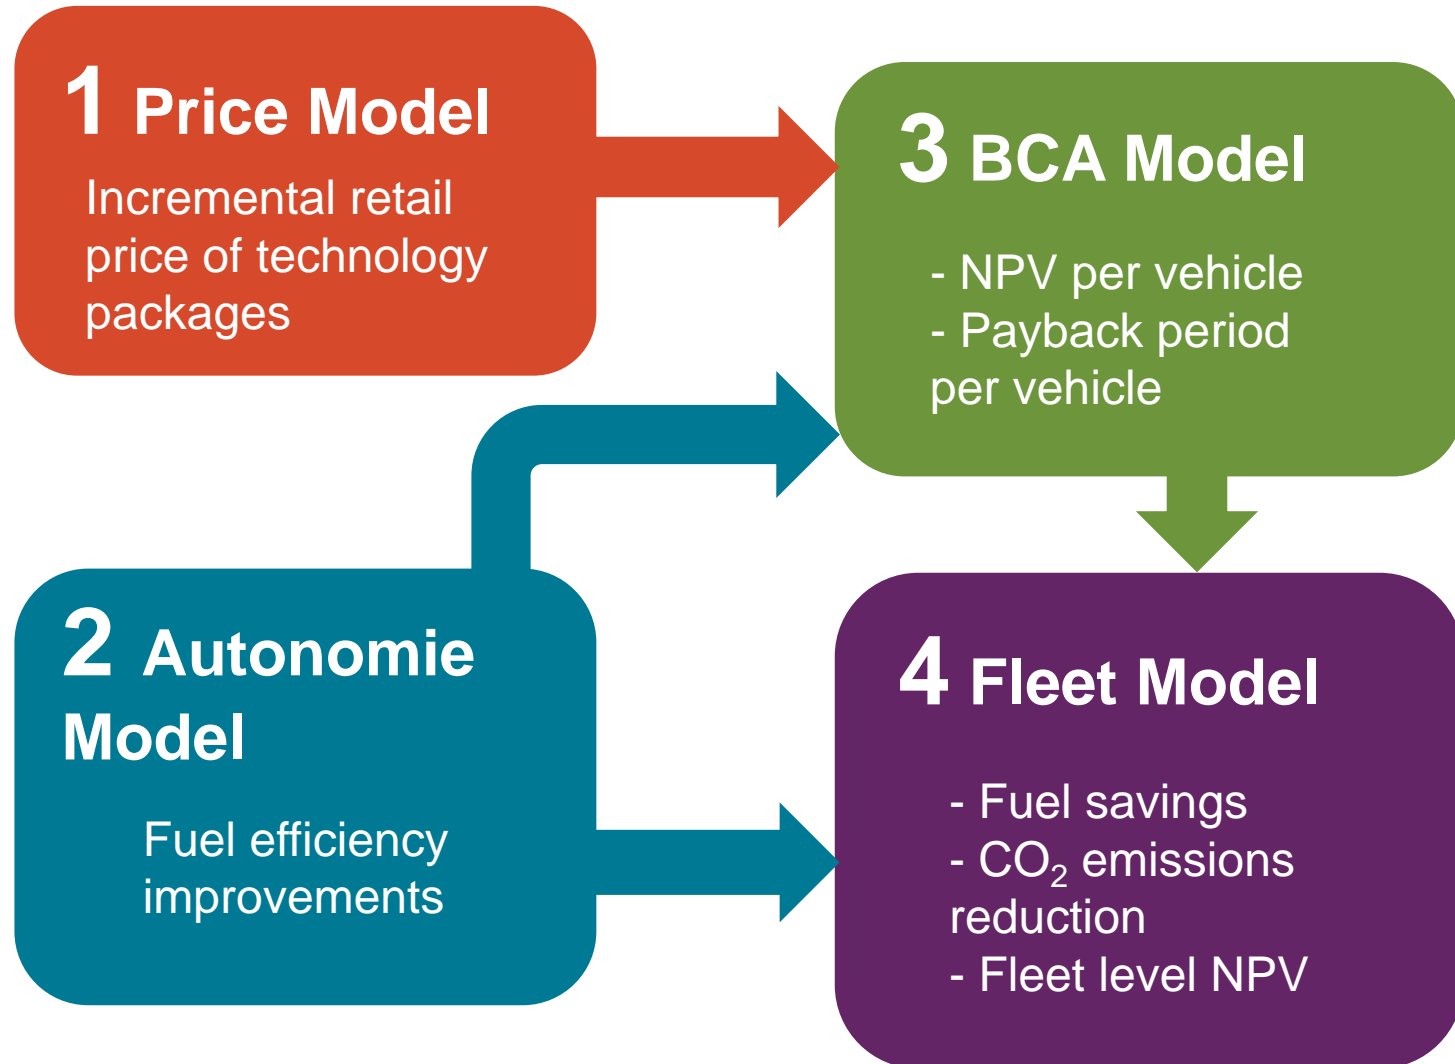 1 Price Model
Incremental retail
price of technology
packages
2 Autonomie
Model
Fuel efficiency
improvements
3 BCA Model
- NPV per vehicle
- Payback period
per vehicle
4 Fleet Model
- Fuel savings
- CO₂ emissions
reduction
- Fleet level NPV